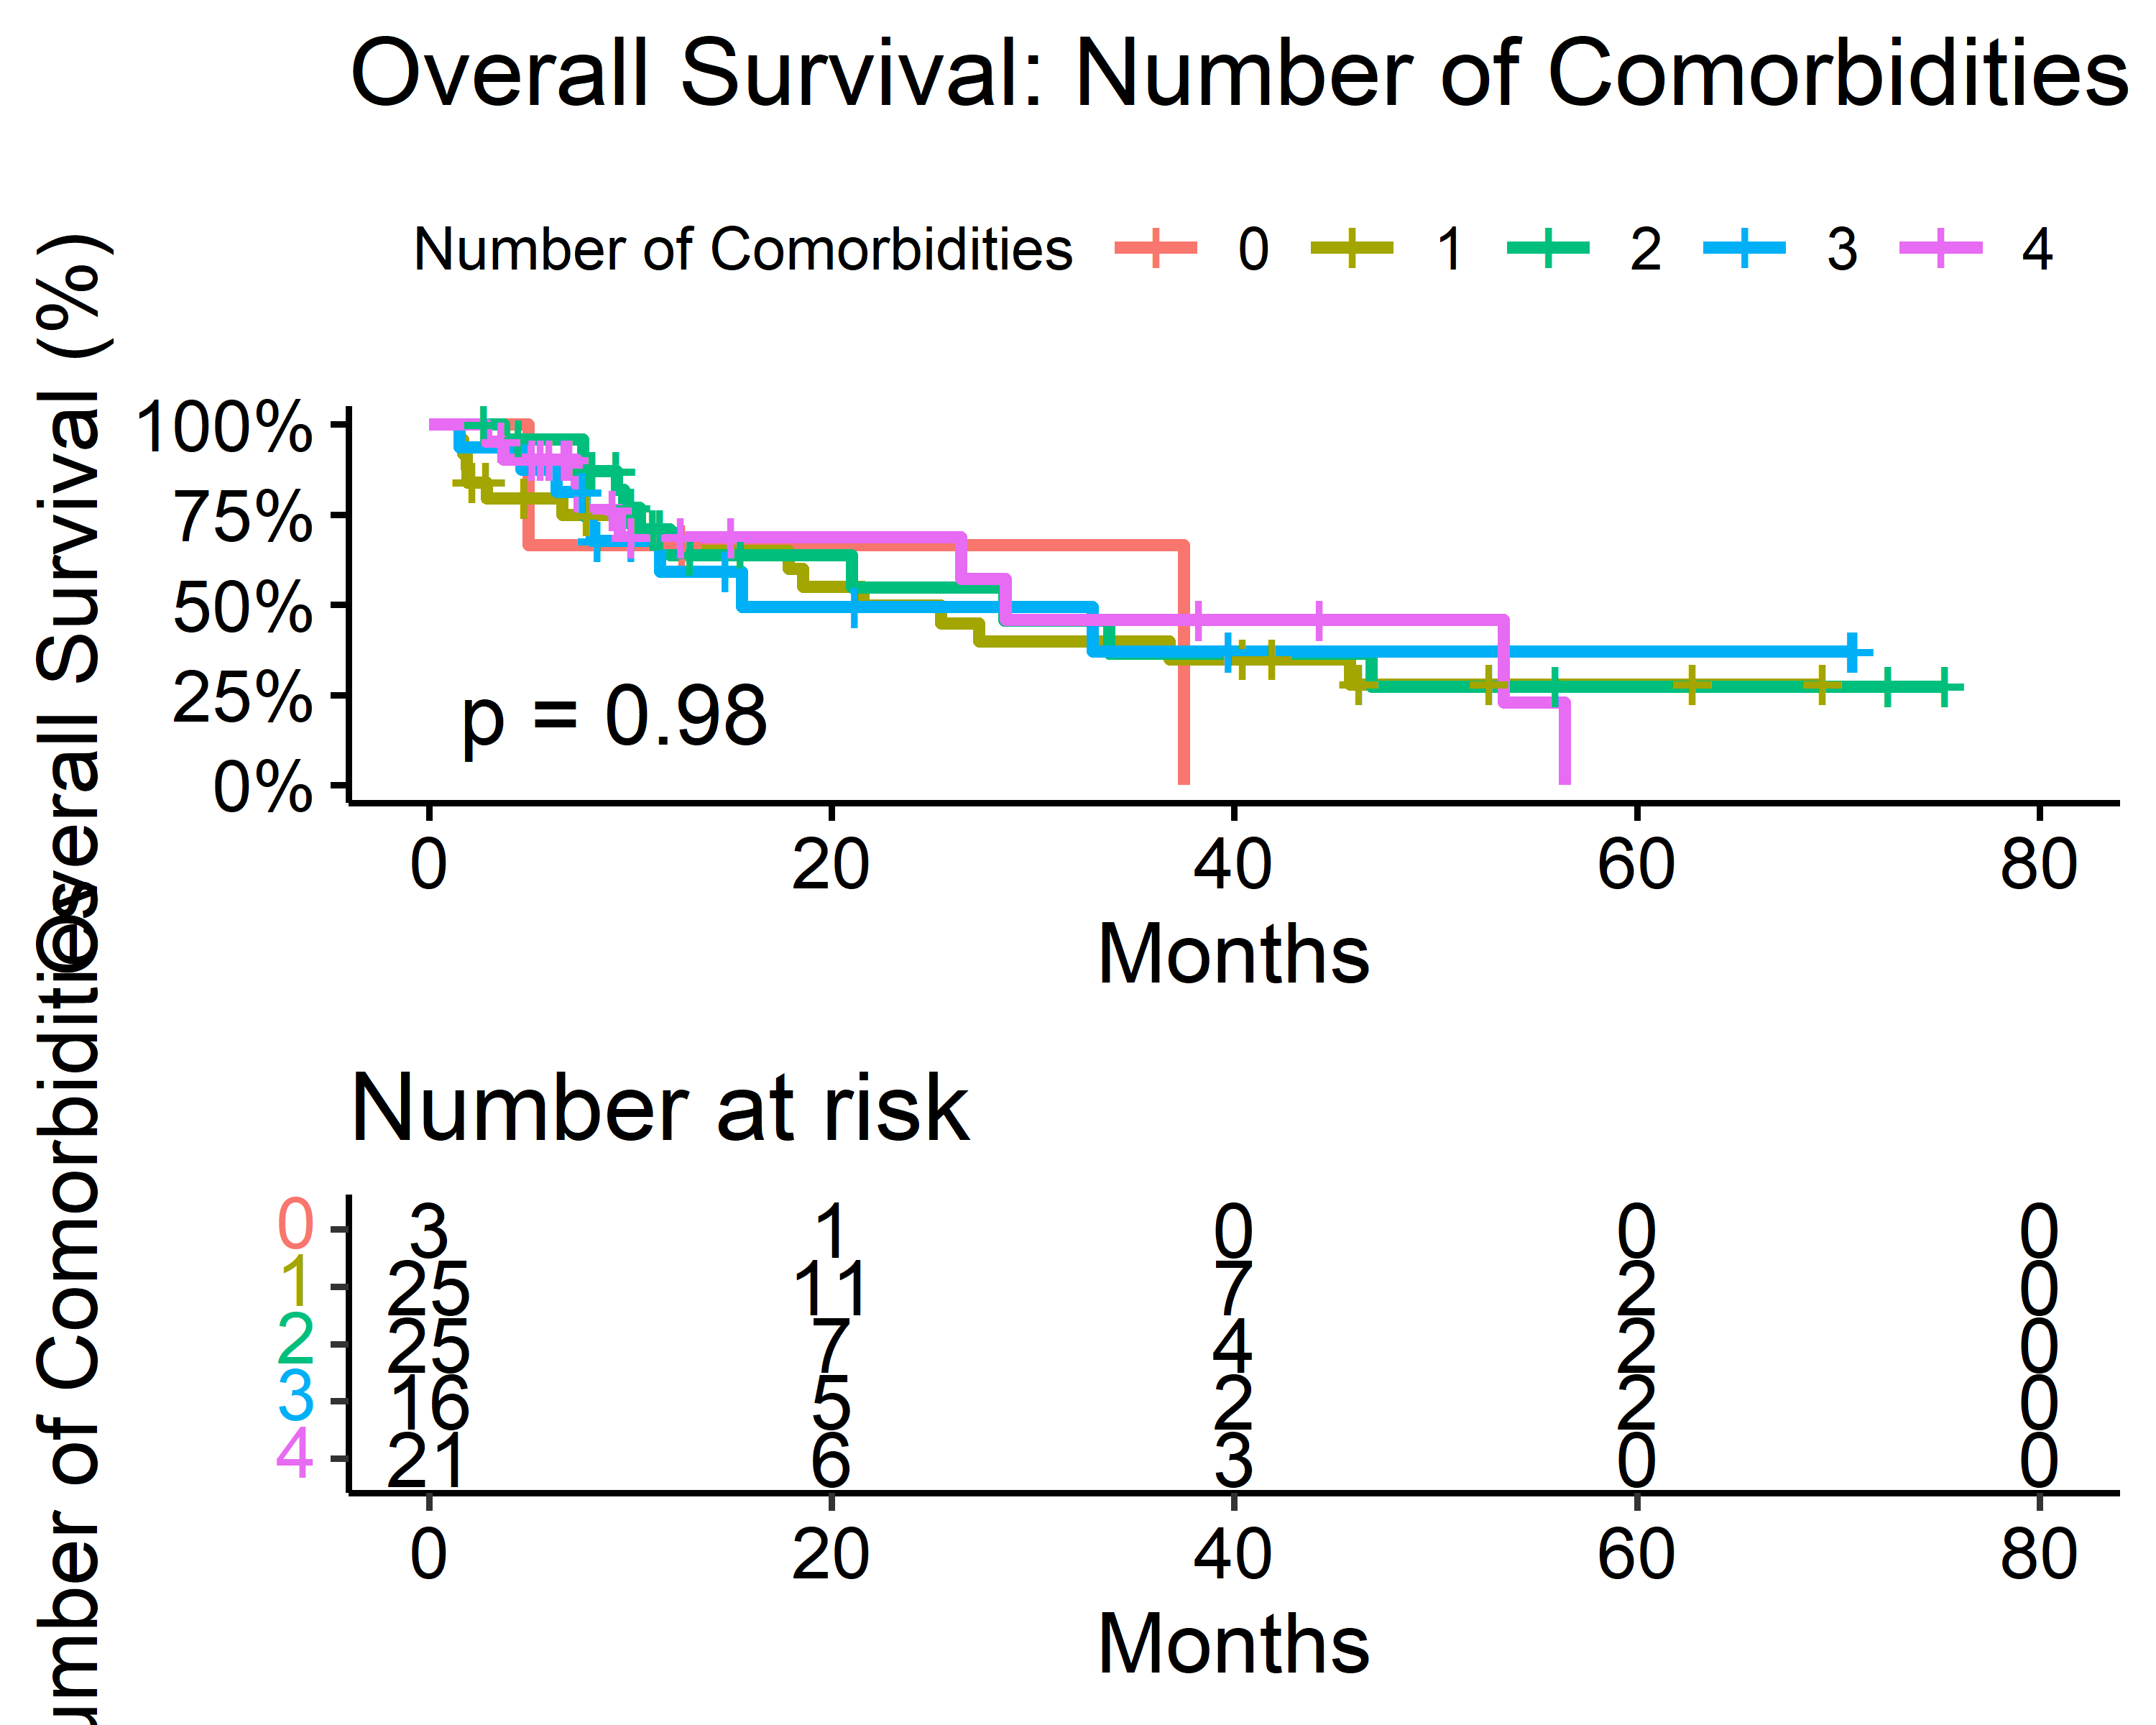 Overall Survival: Number of Comorbidities
Number of Comorbidities 0 1 2 3 4
Overall Survival (%)
100%
75%
50%
25%
0%
p = 0.98
0 20 40 60 80
Months
Number at risk
umber of Comorbidities
0 3 1 0 0 0
1 25 11 7 2 0
2 25 7 4 2 0
3 16 5 2 2 0
4 21 6 3 0 0
0 20 40 60 80
Months